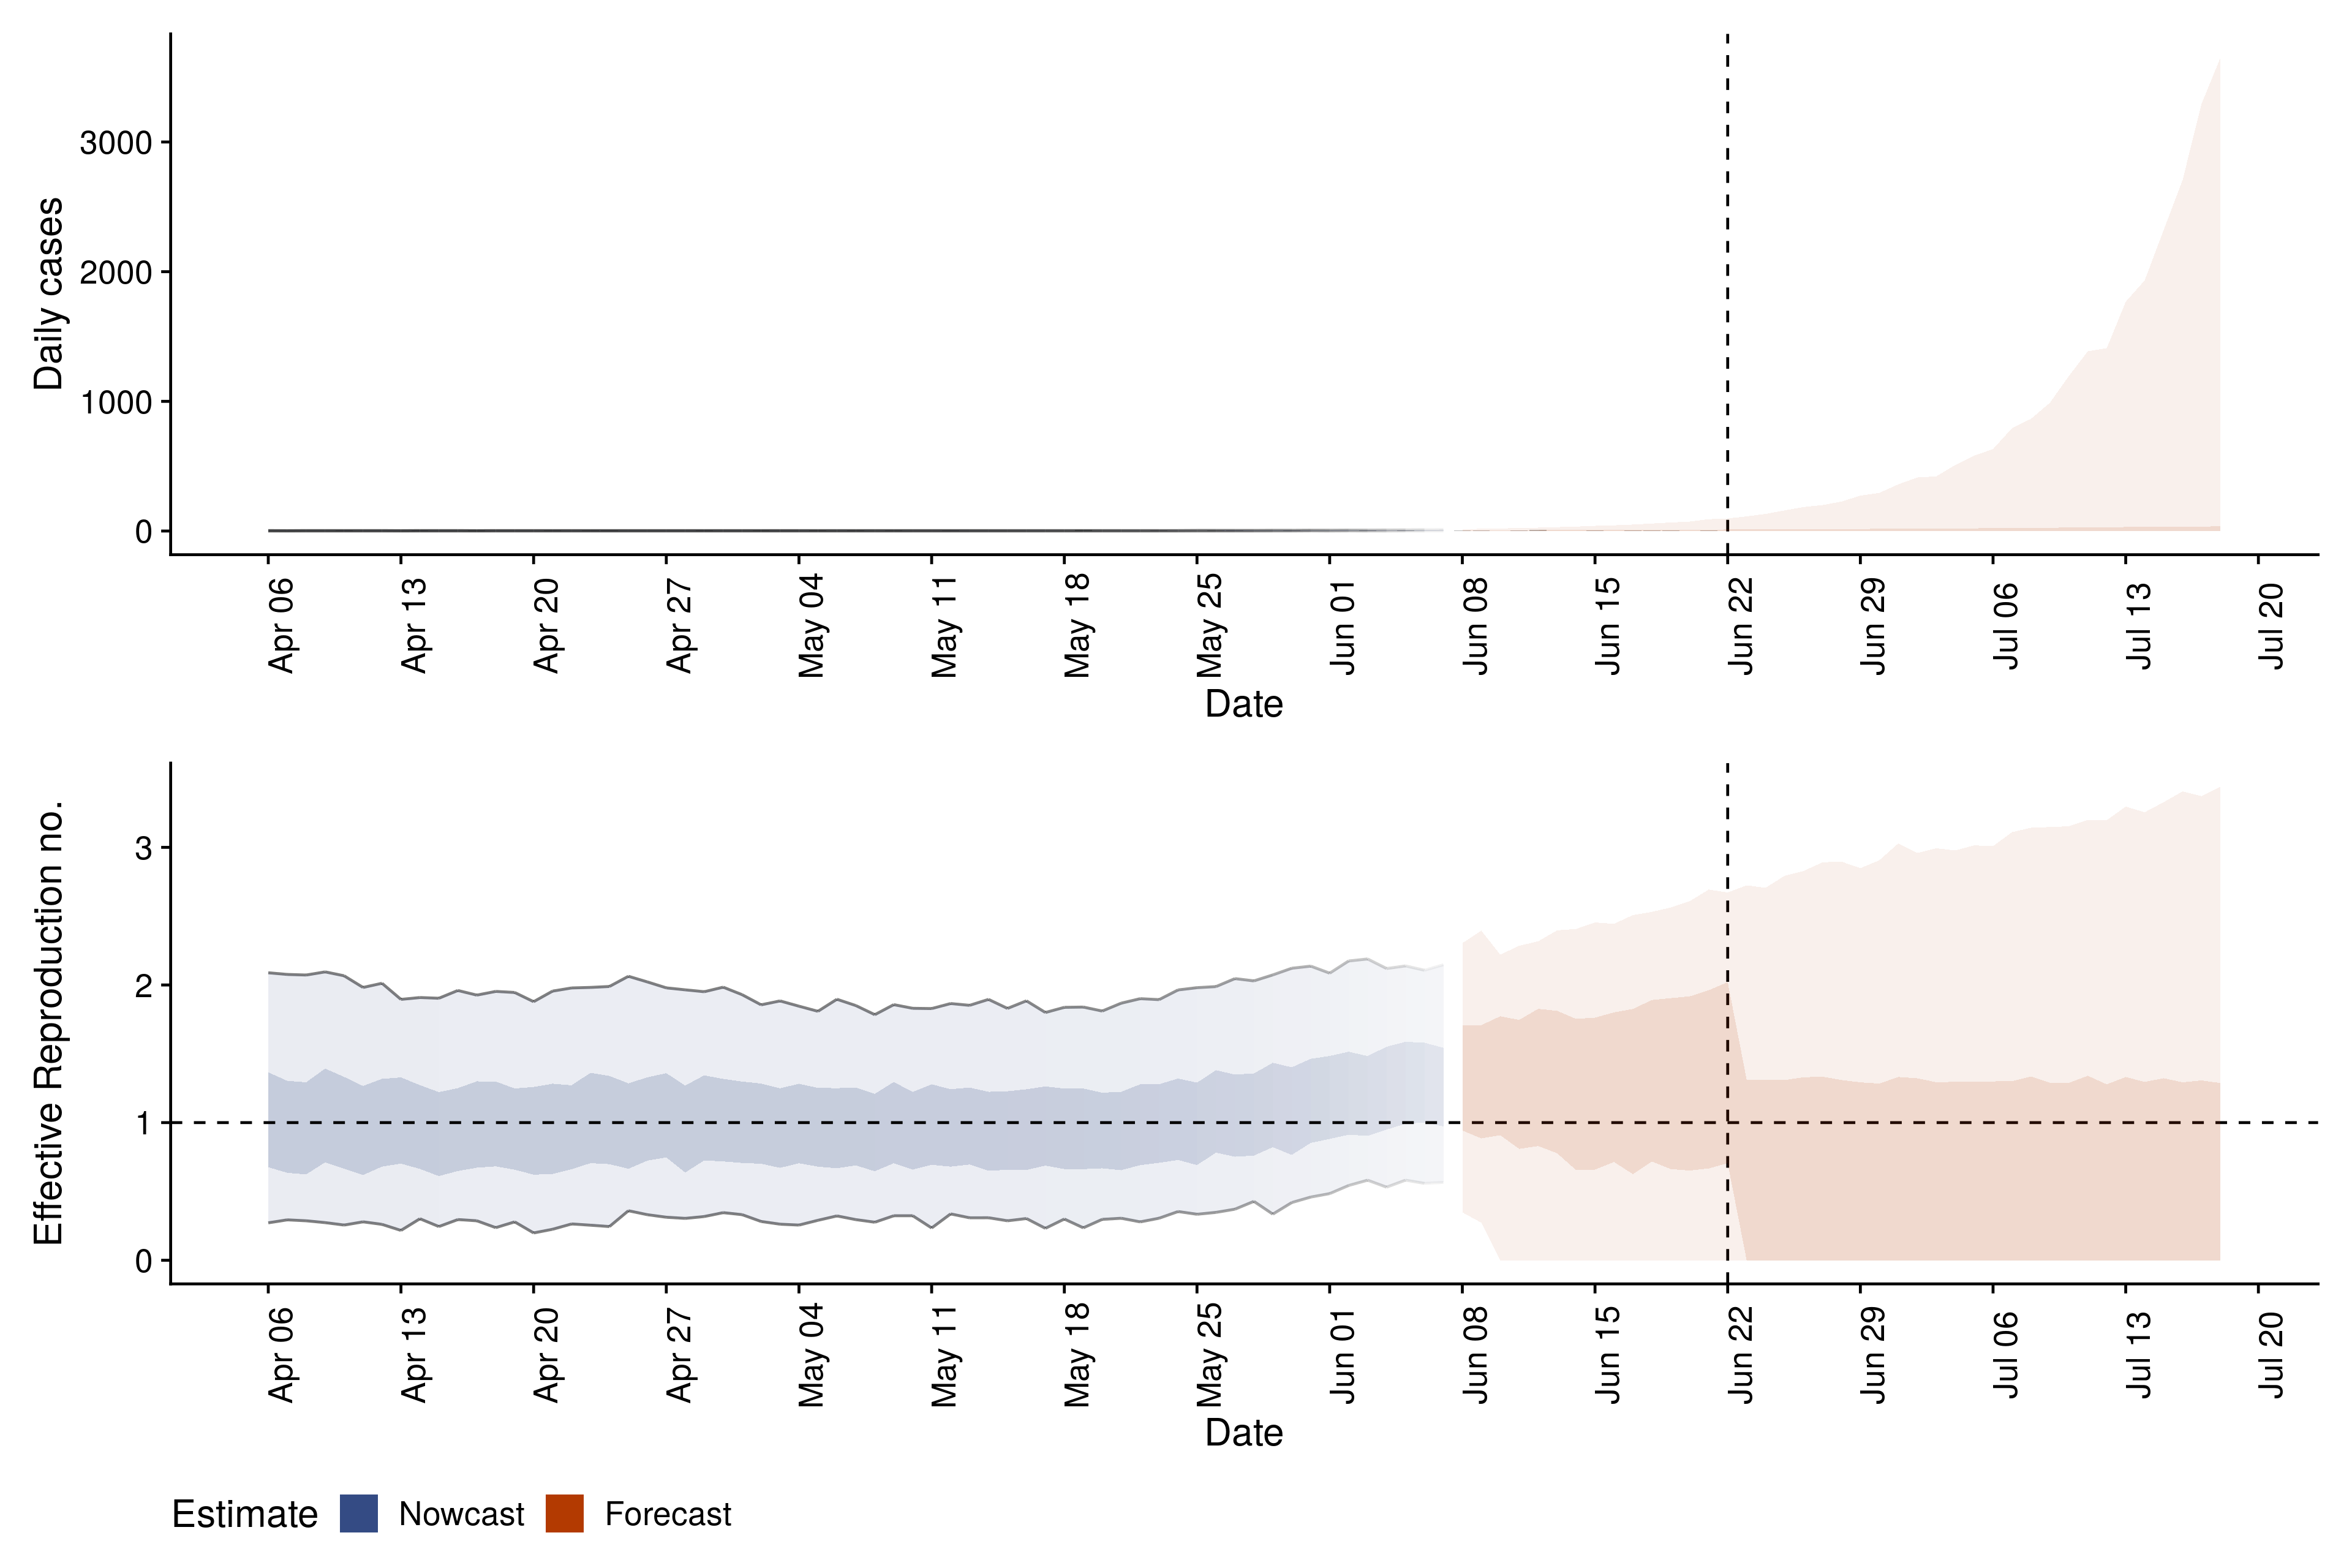 Daily cases
3000
2000
1000
0
Apr 06 Apr 13 Apr 20 Apr 27 May 04 May 11 May 18 May 25 Jun 01 Jun 08 Jun 15 Jun 22 Jun 29 Jul 06 Jul 13 Jul 20
Date
Effective Reproduction no.
3
2
1
0
Apr 06 Apr 13 Apr 20 Apr 27 May 04 May 11 May 18 May 25 Jun 01 Jun 08 Jun 15 Jun 22 Jun 29 Jul 06 Jul 13 Jul 20
Date
Estimate Nowcast Forecast